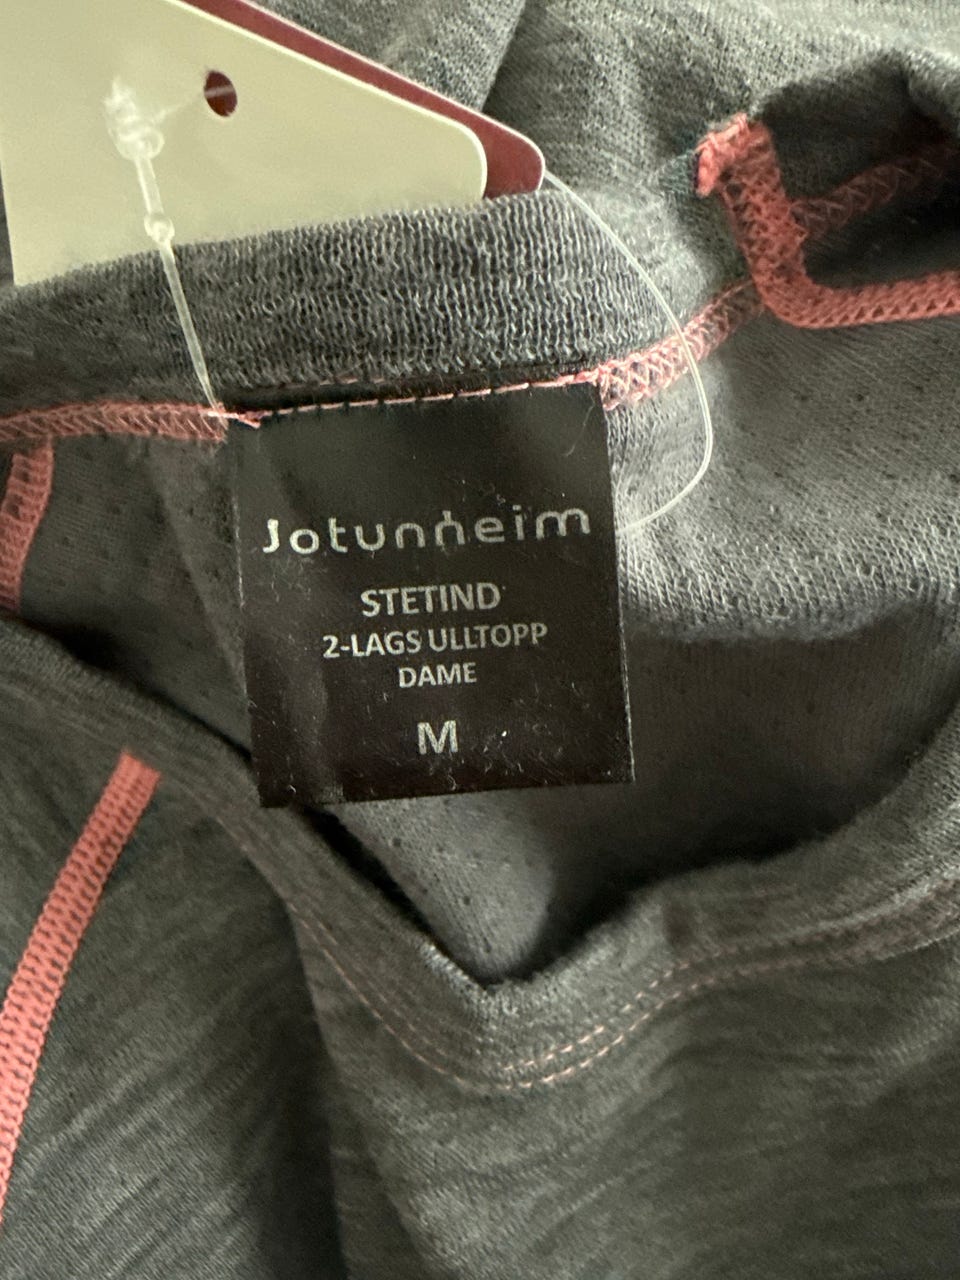 Jotunheim
STETIND
2-LAGS ULLTOPP
DAME
M